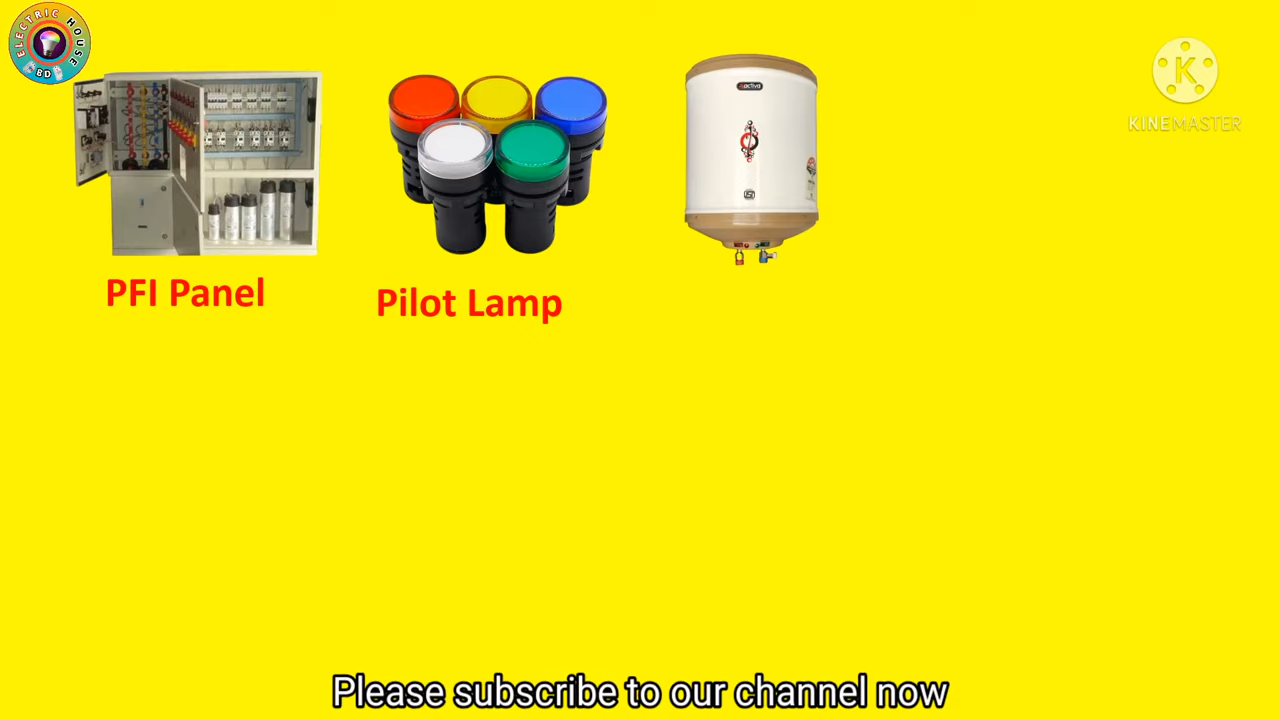 ELECTRIC HOUSE
BD
activa
KINEMASTER
PFI Panel
Pilot Lamp
Please subscribe to our channel now